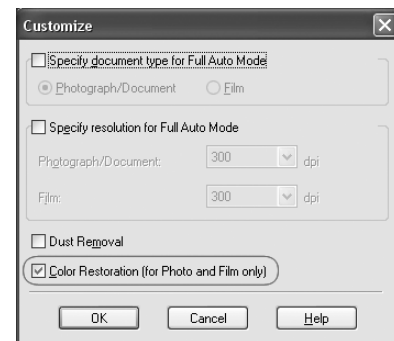 Customize
Specify document type for Full Auto Mode
Photograph/Document Film
Specify resolution for Full Auto Mode
Photograph/Document: 300 dpi
Film: 300 dpi
Dust Removal
Color Restoration (for Photo and Film only)
OK Cancel Help